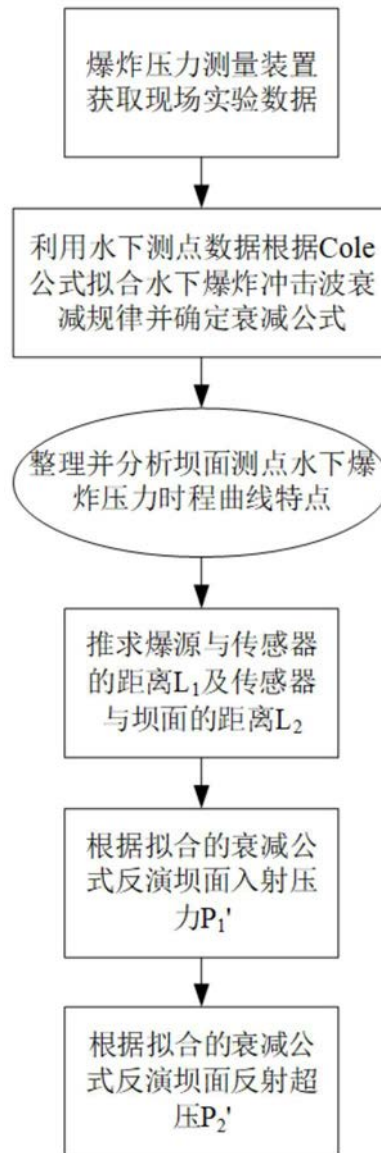 爆炸压力测量装置
获取现场实验数据
利用水下测点数据根据Cole
公式拟合水下爆炸冲击波衰
减规律并确定衰减公式
整理并分析坝面测点水下爆
炸压力时程曲线特点
推求爆源与传感器
的距离L₁及传感器
与坝面的距离L₂
根据拟合的衰减公
式反演坝面入射压
力P₁'
根据拟合的衰减公
式反演坝面反射超
压P₂'